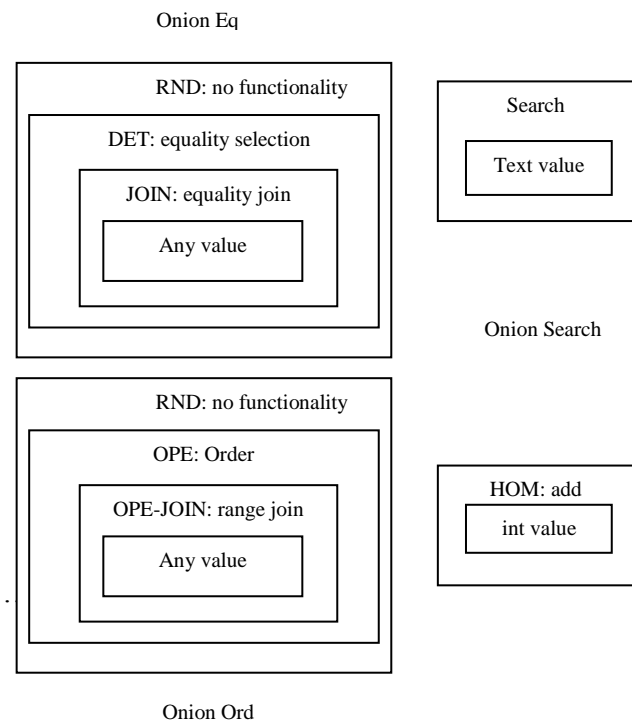 Onion Eq
RND: no functionality
DET: equality selection
JOIN: equality join
Any value
Search
Text value
Onion Search
RND: no functionality
OPE: Order
OPE-JOIN: range join
Any value
HOM: add
int value
Onion Ord